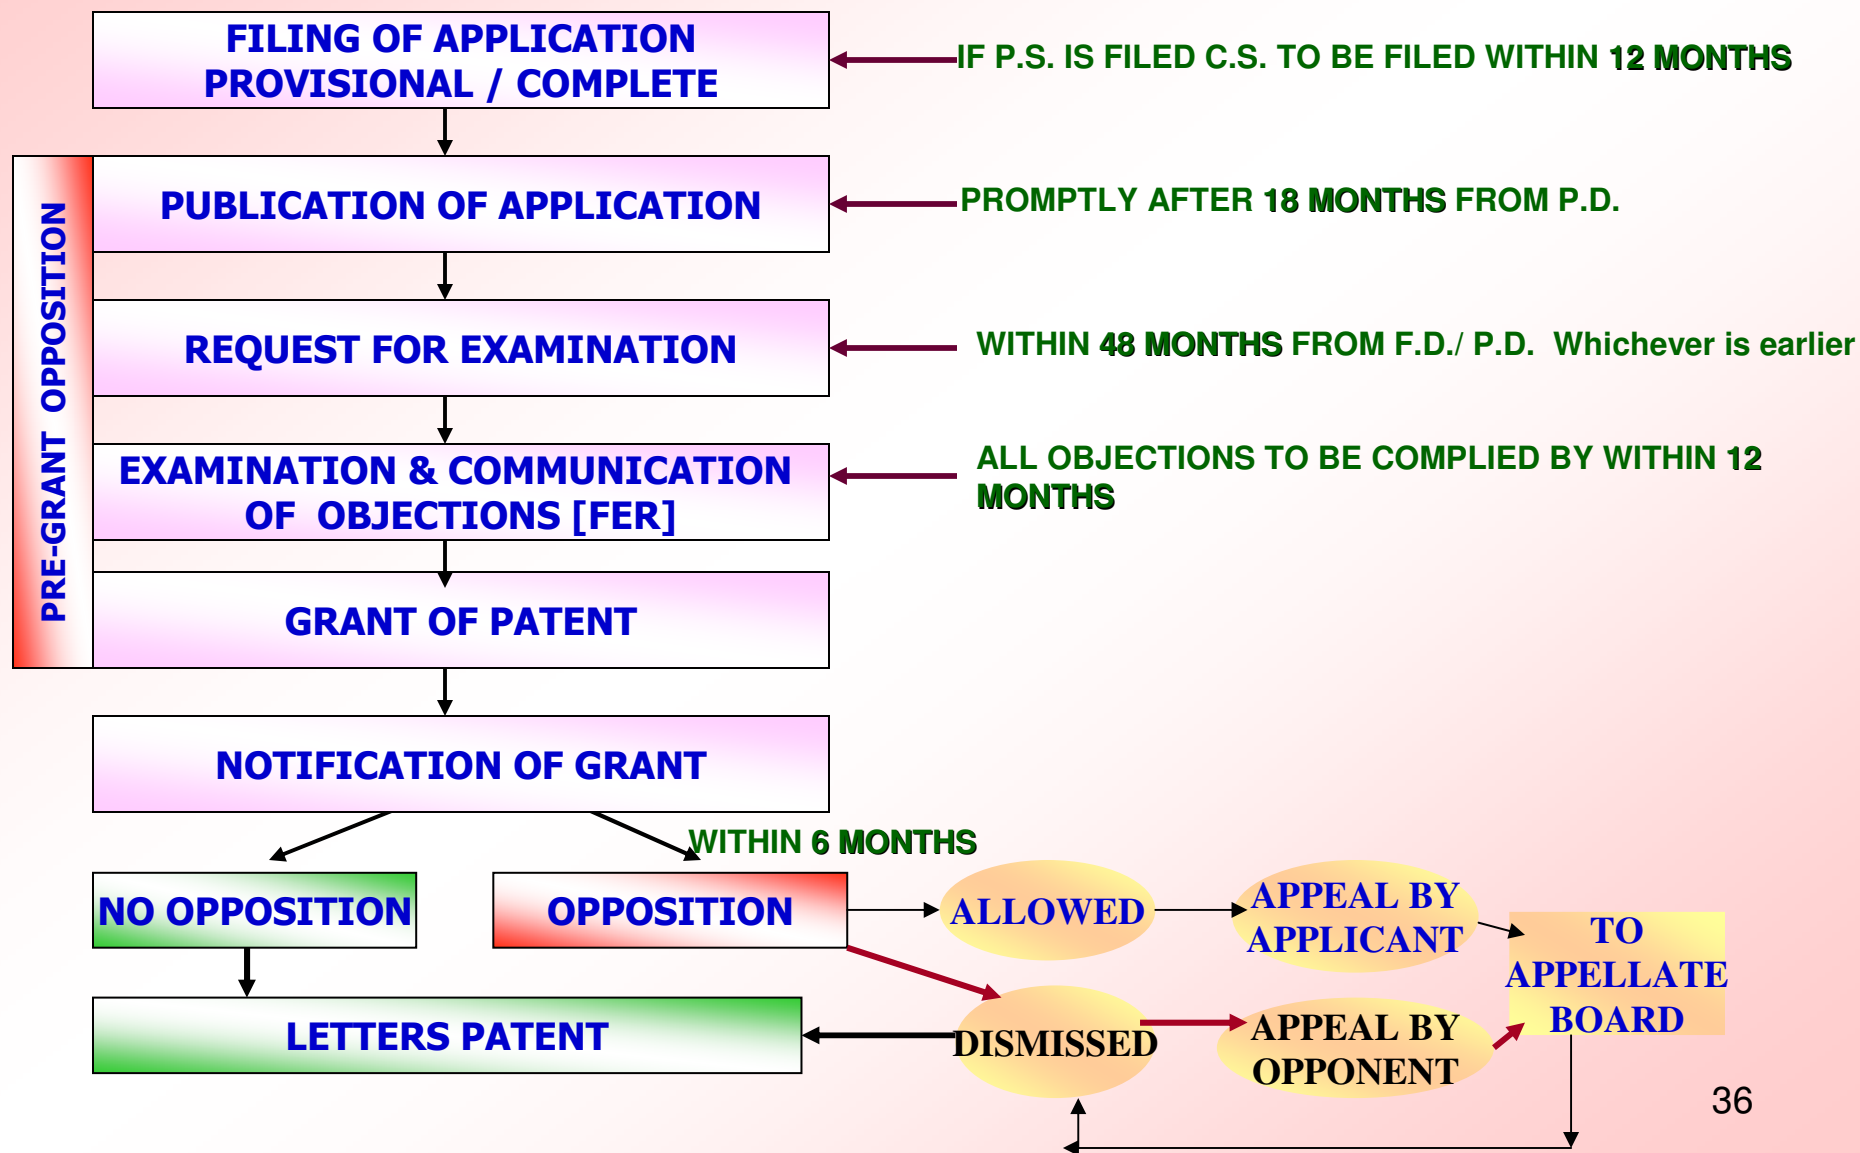 FILING OF APPLICATION
PROVISIONAL / COMPLETE
IF P.S. IS FILED C.S. TO BE FILED WITHIN 12 MONTHS
PRE-GRANT OPPOSITION
PUBLICATION OF APPLICATION
PROMPTLY AFTER 18 MONTHS FROM P.D.
REQUEST FOR EXAMINATION
WITHIN 48 MONTHS FROM F.D./ P.D. Whichever is earlier
EXAMINATION & COMMUNICATION
OF OBJECTIONS [FER]
ALL OBJECTIONS TO BE COMPLIED BY WITHIN 12
MONTHS
GRANT OF PATENT
NOTIFICATION OF GRANT
WITHIN 6 MONTHS
NO OPPOSITION
OPPOSITION
ALLOWED
APPEAL BY
APPLICANT
TO
APPELLATE
BOARD
LETTERS PATENT
DISMISSED
APPEAL BY
OPPONENT
36